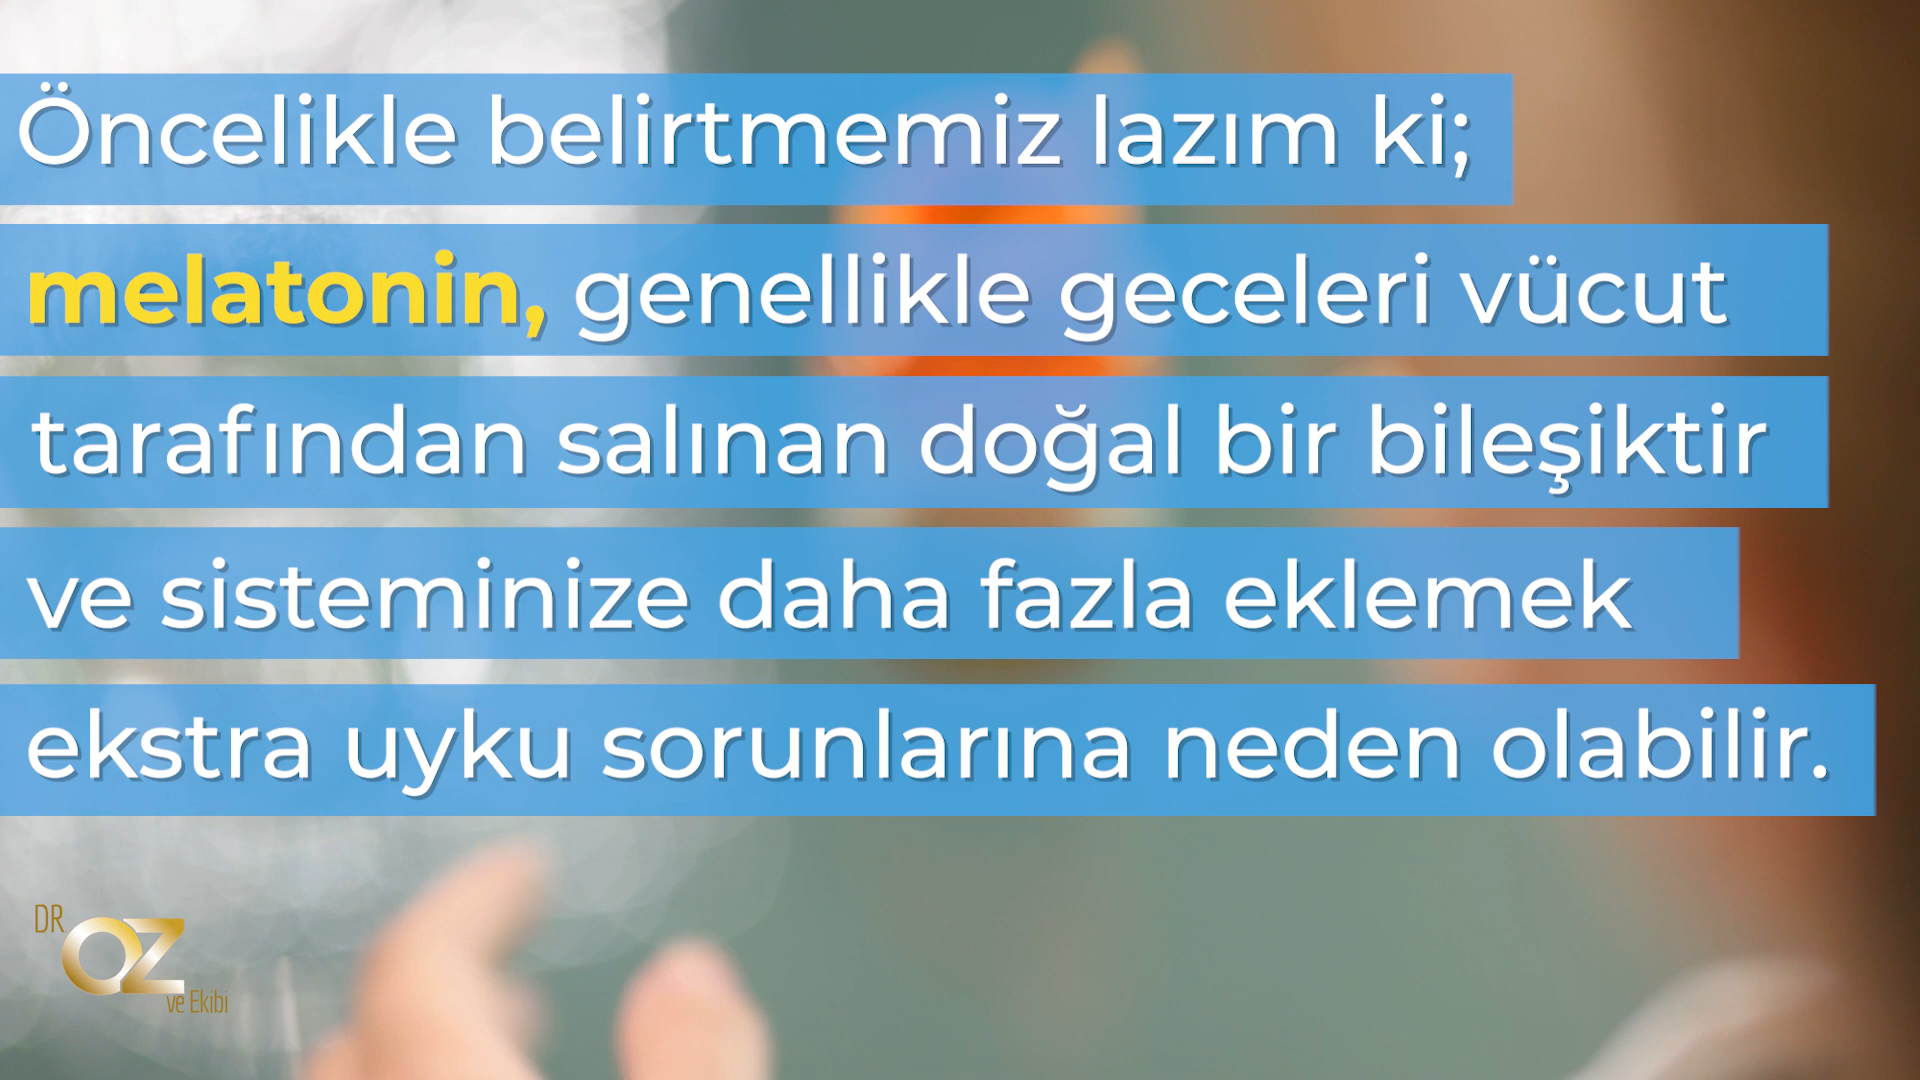 Öncelikle belirtmemiz lazım ki;
melatonin, genellikle geceleri vücut
tarafından salınan doğal bir bileşiktir
ve sisteminize daha fazla eklemek
ekstra uyku sorunlarına neden olabilir.
DR
OZ
ve Ekibi